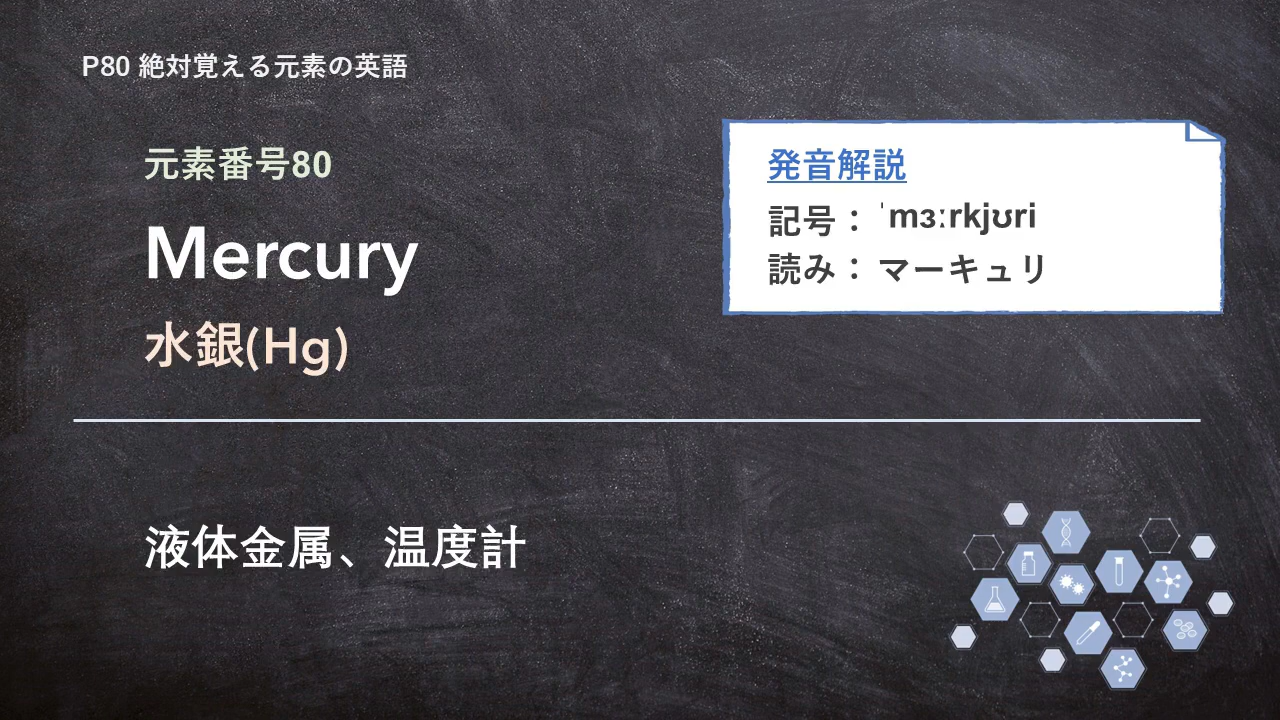 P80 絶対覚える元素の英語
元素番号80
Mercury
水銀(Hg)
発音解説
記号： ˈmɜːrkjʊri
読み： マーキュリ
液体金属、温度計